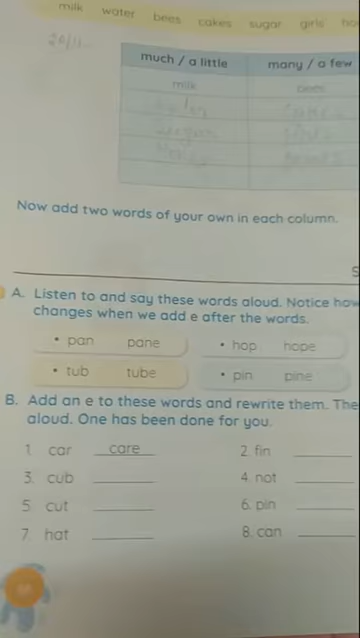 milk water bees cakes sugar girls
much / a little many / a few
milk bees
Now add two words of your own in each column.
A. Listen to and say these words aloud. Notice how
changes when we add e after the words.
• pan pane • hop hope
• tub tube • pin pine
B. Add an e to these words and rewrite them. The
aloud. One has been done for you.
1. car care 2. fin
3. cub 4. not
5. cut 6. pin
7. hat 8. can